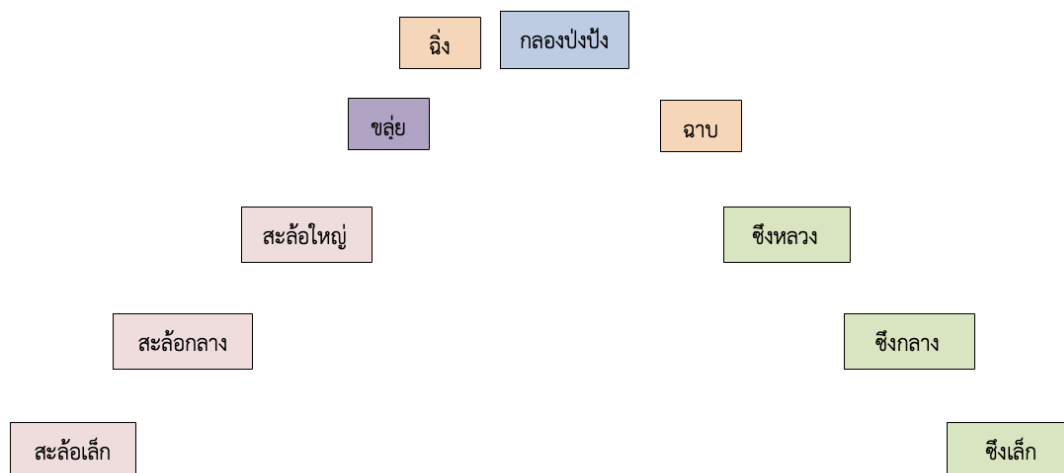 ฉิ่ง
กลองป่งป้ง
ขลุ่ย
ฉาบ
สะล้อใหญ่
ซึงหลวง
สะล้อกลาง
ซึงกลาง
สะล้อเล็ก
ซึงเล็ก